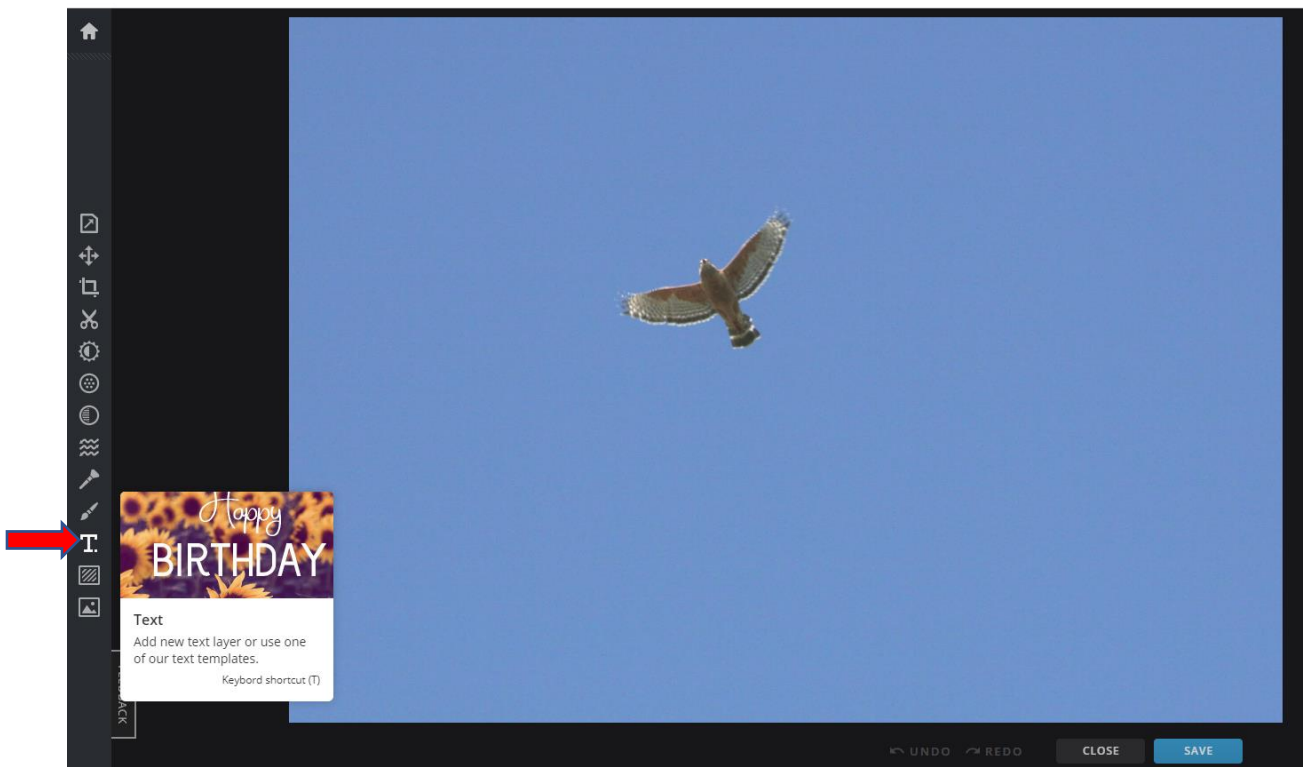 Happy
BIRTHDAY
Text
Add new text layer or use one
of our text templates.
Keybord shortcut (T)
UNDO REDO CLOSE SAVE